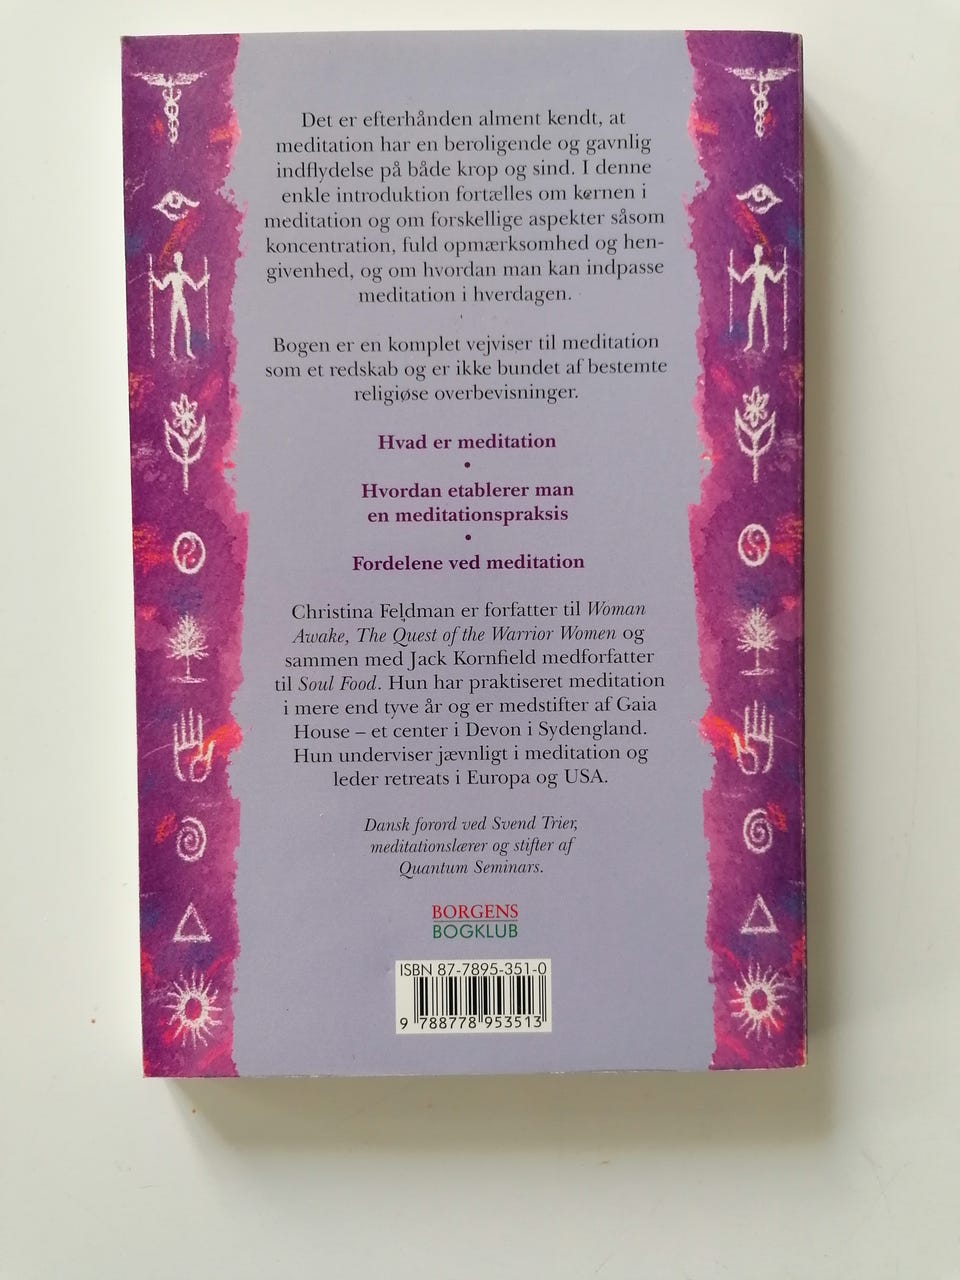 Det er efterhånden alment kendt, at
meditation har en beroligende og gavnlig
indflydelse på både krop og sind. I denne
enkle introduktion fortælles om kernen i
meditation og om forskellige aspekter såsom
koncentration, fuld opmærksomhed og hen-
givenhed, og om hvordan man kan indpasse
meditation i hverdagen.
Bogen er en komplet vejviser til meditation
som et redskab og er ikke bundet af bestemte
religiøse overbevisninger.
Hvad er meditation
•
Hvordan etablerer man
en meditationspraksis
•
Fordelene ved meditation
Christina Feldman er forfatter til Woman
Awake, The Quest of the Warrior Women og
sammen med Jack Kornfield medforfatter
til Soul Food. Hun har praktiseret meditation
i mere end tyve år og er medstifter af Gaia
House – et center i Devon i Sydengland.
Hun underviser jævnligt i meditation og
leder retreats i Europa og USA.
Dansk forord ved Svend Trier,
meditationslærer og stifter af
Quantum Seminars.
BORGENS
BOGKLUB
ISBN 87-7895-351-0
9 788778 953513